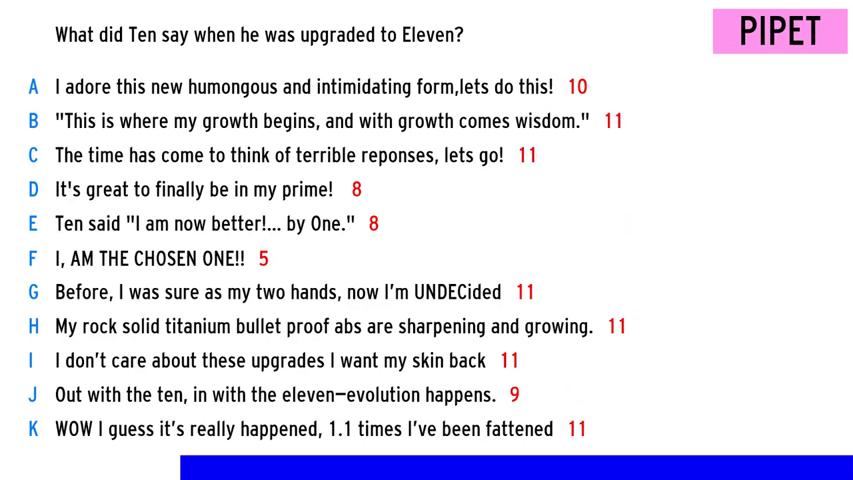 PIPET
What did Ten say when he was upgraded to Eleven?
A I adore this new humongous and intimidating form,lets do this! 10
B "This is where my growth begins, and with growth comes wisdom." 11
C The time has come to think of terrible reponses, lets go! 11
D It's great to finally be in my prime! 8
E Ten said "I am now better!... by One." 8
F I, AM THE CHOSEN ONE!! 5
G Before, I was sure as my two hands, now I'm UNDECided 11
H My rock solid titanium bullet proof abs are sharpening and growing. 11
I I don't care about these upgrades I want my skin back 11
J Out with the ten, in with the eleven—evolution happens. 9
K WOW I guess it's really happened, 1.1 times I've been fattened 11